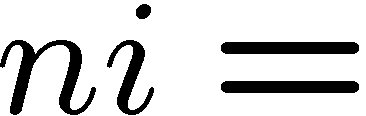 ni =